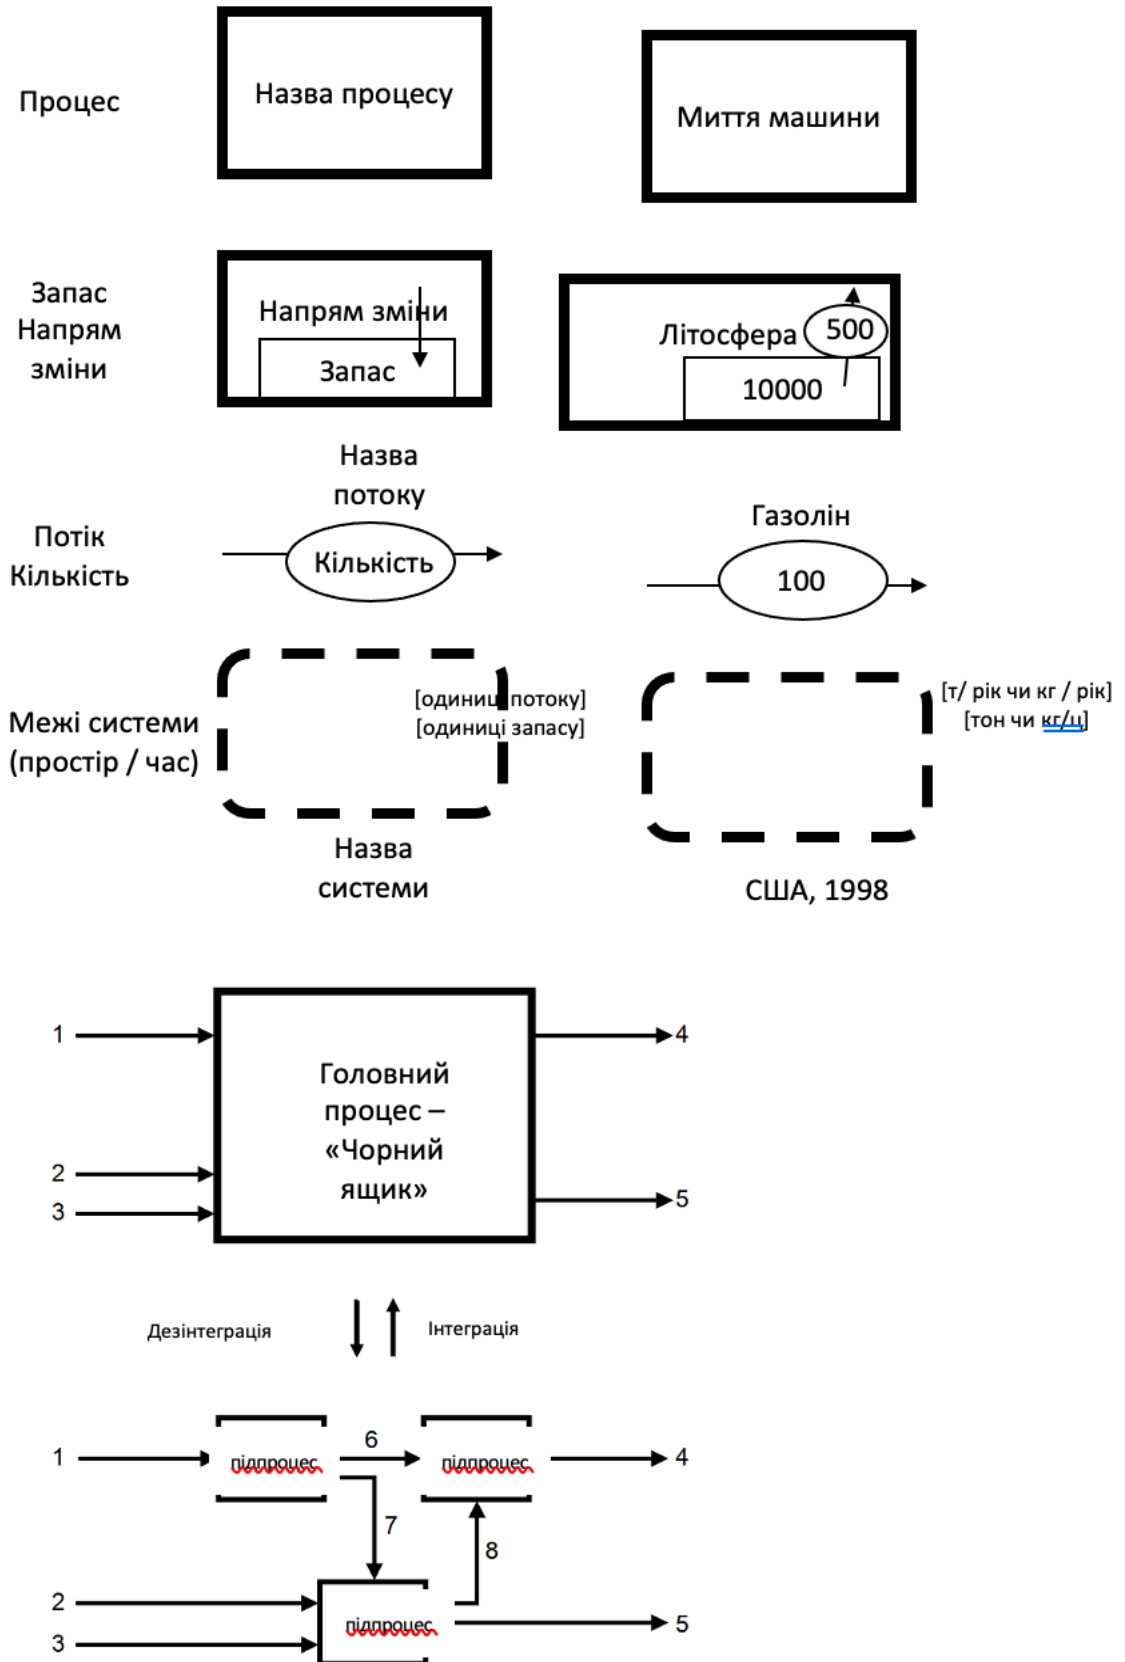 Процес
Назва процесу
Миття машини
Запас
Напрям
зміни
Напрям зміни
Запас
Літосфера
500
10000
Потік
Кількість
Назва
потоку
Кількість
Газолін
100
Межі системи
(простір / час)
[одиниц потоку]
[одиниці запасу]
Назва
системи
[т/ рік чи кг / рік]
[тон чи кг/ц]
США, 1998
1
2
3
Головний
процес –
«Чорний
ящик»
4
5
Дезінтеграція
Інтеграція
1
підпроцес
6
підпроцес
4
7
8
2
3
підпроцес
5